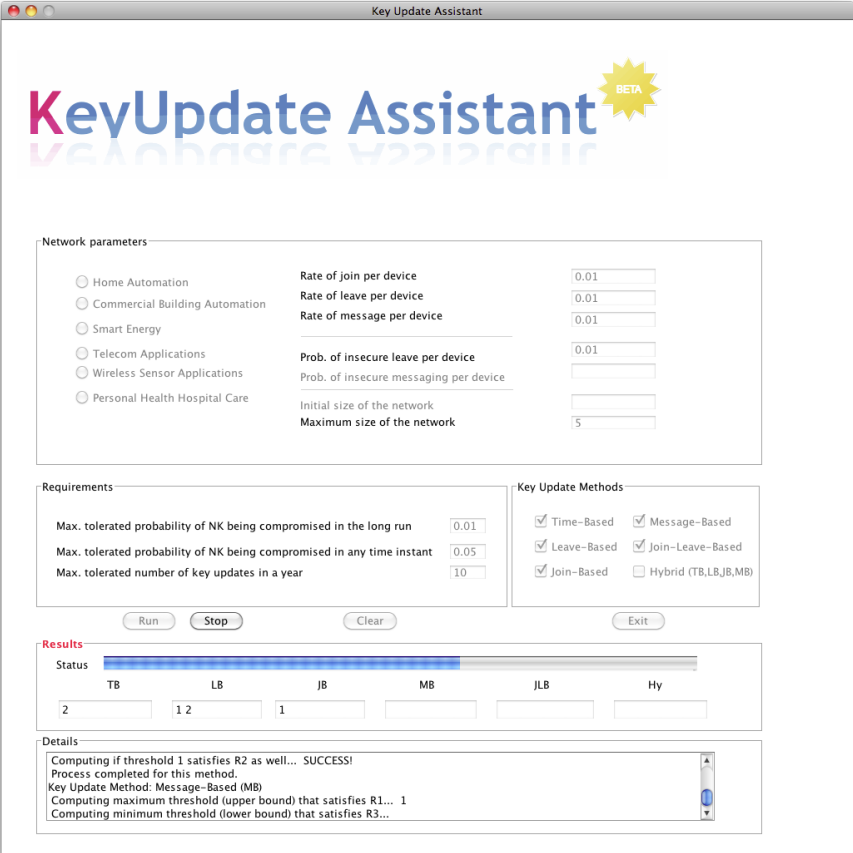 Key Update Assistant
KeyUpdate Assistant
BETA
Network parameters
Home Automation
Commercial Building Automation
Smart Energy
Telecom Applications
Wireless Sensor Applications
Personal Health Hospital Care
Rate of join per device 0.01
Rate of leave per device 0.01
Rate of message per device 0.01
Prob. of insecure leave per device 0.01
Prob. of insecure messaging per device
Initial size of the network
Maximum size of the network 5
Requirements
Max. tolerated probability of NK being compromised in the long run 0.01
Max. tolerated probability of NK being compromised in any time instant 0.05
Max. tolerated number of key updates in a year 10
Key Update Methods
Time-Based Message-Based
Leave-Based Join-Leave-Based
Join-Based Hybrid (TB,LB,JB,MB)
Run Stop Clear Exit
Results
Status
TB LB JB MB JLB Hy
2 1 2 1
Details
Computing if threshold 1 satisfies R2 as well... SUCCESS!
Process completed for this method.
Key Update Method: Message-Based (MB)
Computing maximum threshold (upper bound) that satisfies R1... 1
Computing minimum threshold (lower bound) that satisfies R3...